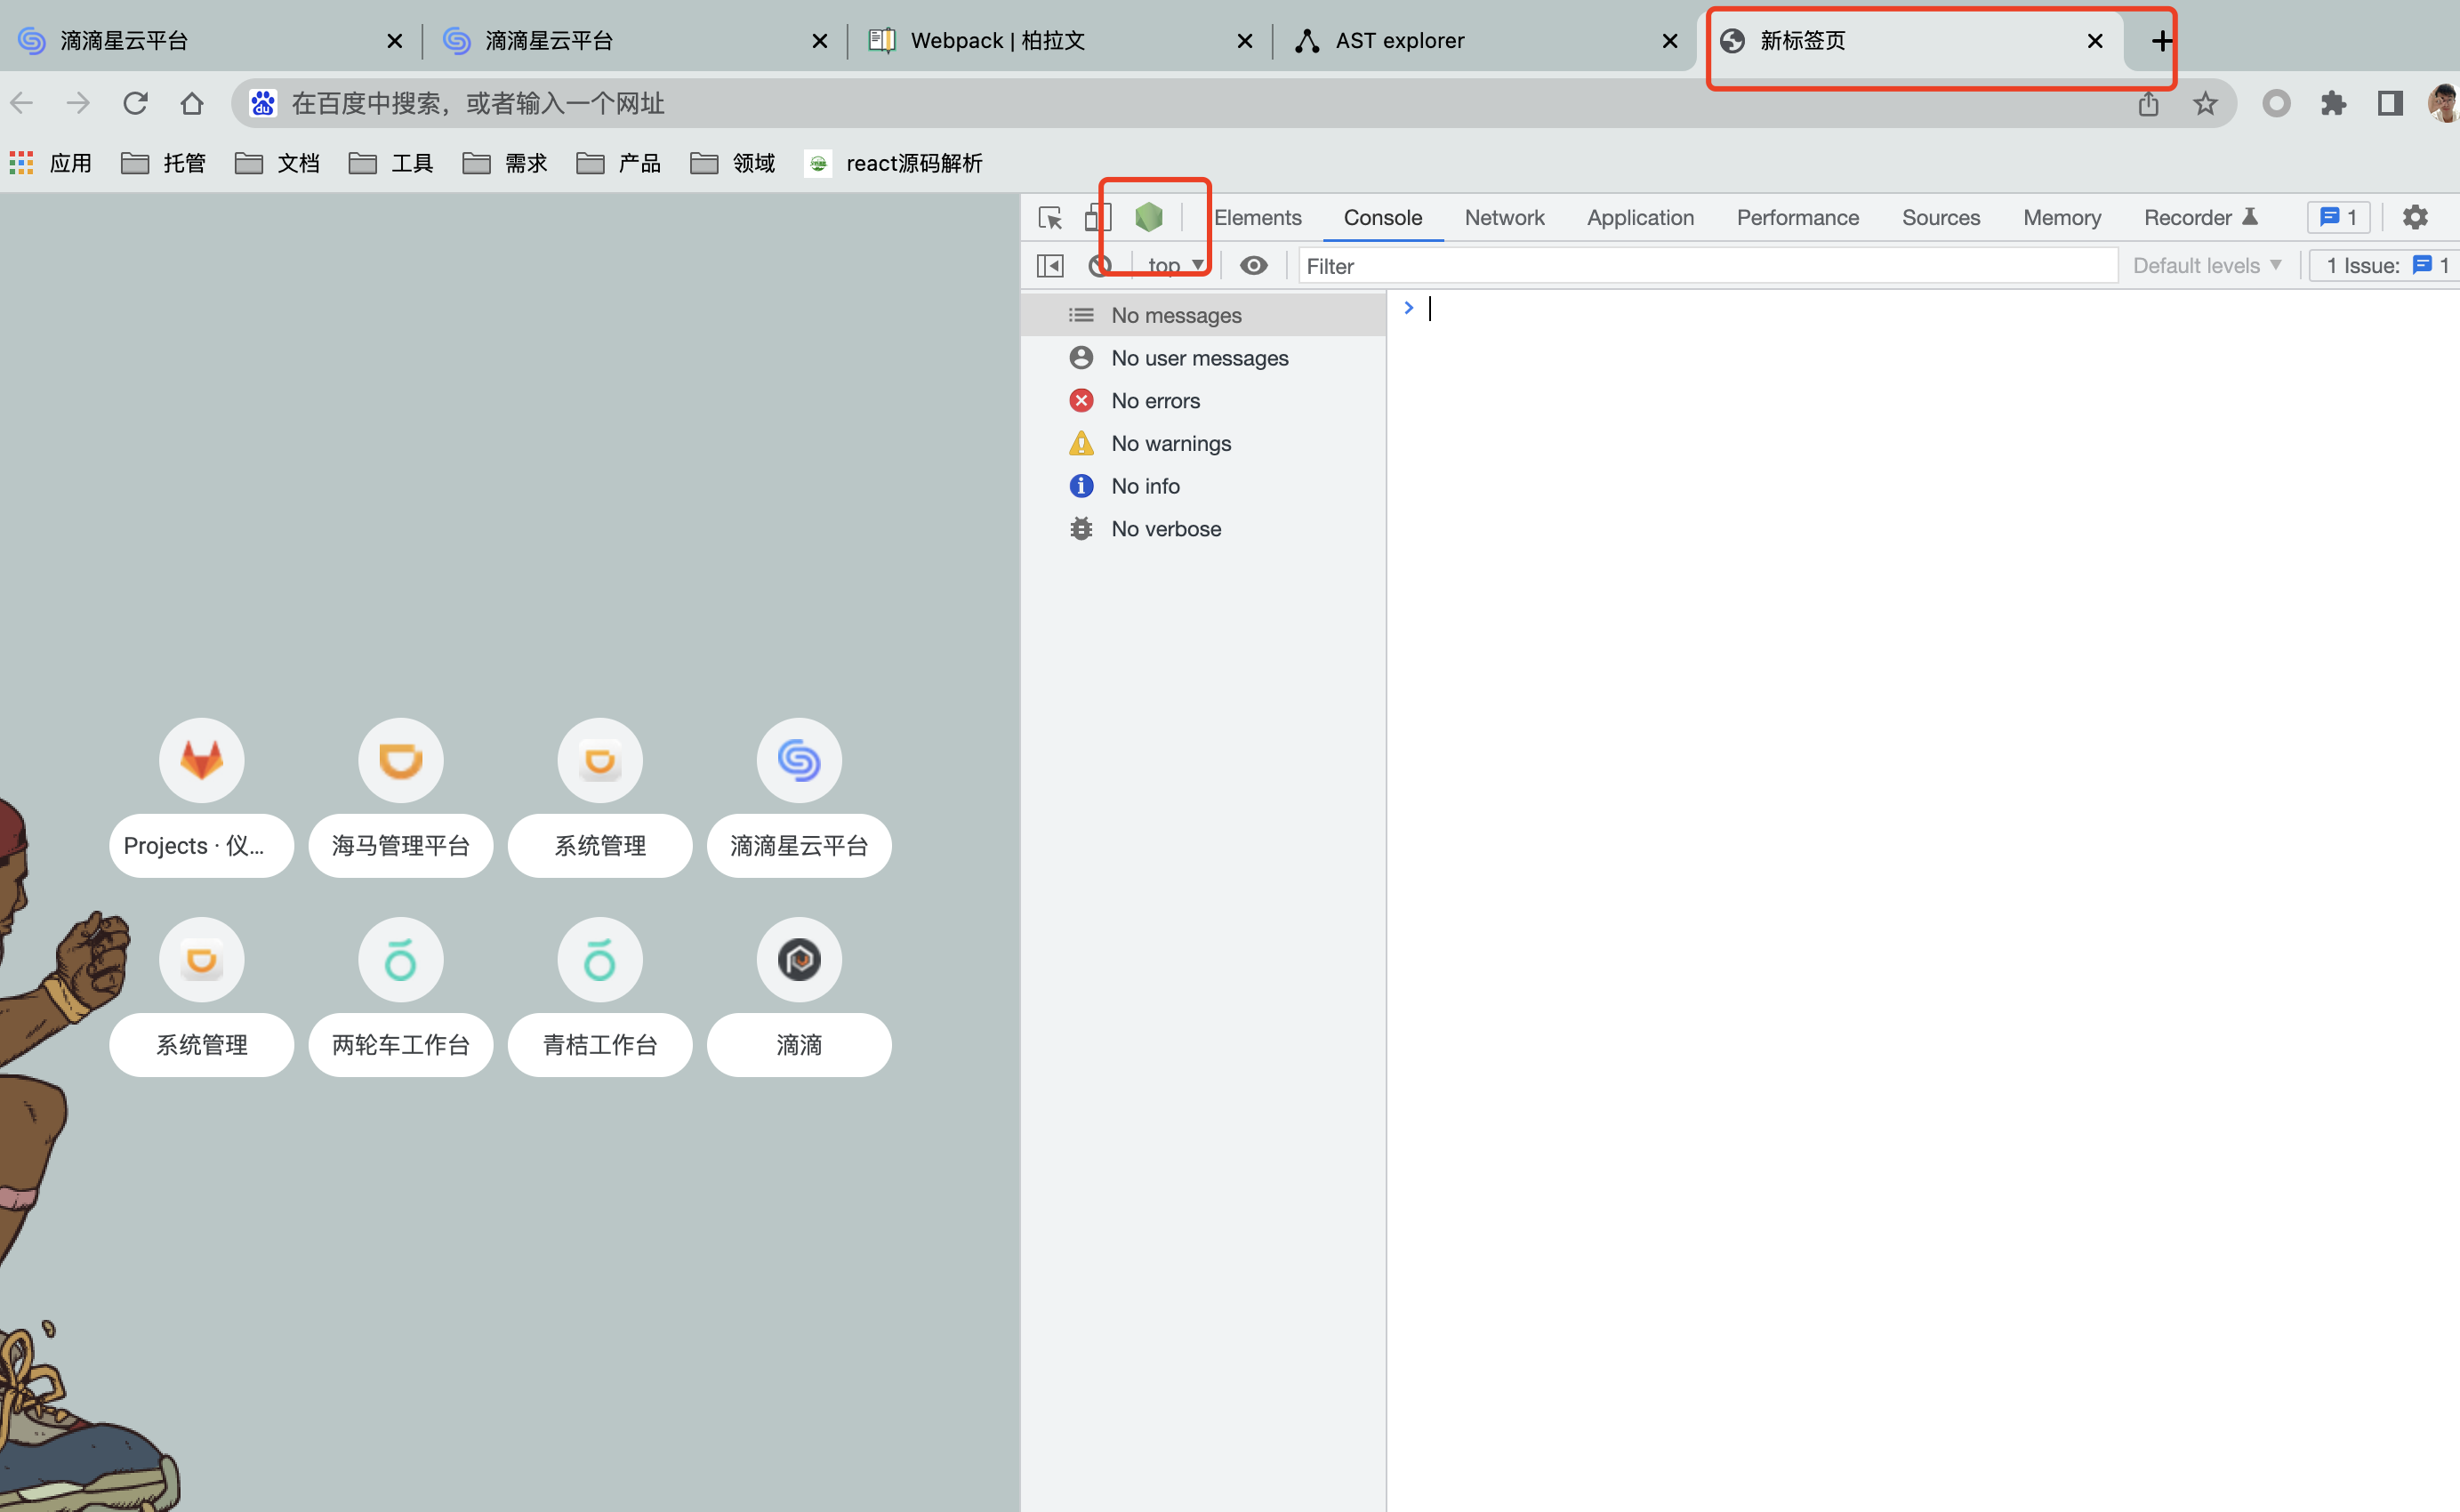 滴滴星云平台 滴滴星云平台 Webpack | 柏拉文 AST explorer 新标签页
du 在百度中搜索，或者输入一个网址
应用 托管 文档 工具 需求 产品 领域 react源码解析
Elements Console Network Application Performance Sources Memory Recorder 1
top Filter Default levels 1 Issue: 1
No messages
No user messages
No errors
No warnings
No info
No verbose
Projects · 仪... 海马管理平台 系统管理 滴滴星云平台
系统管理 两轮车工作台 青桔工作台 滴滴